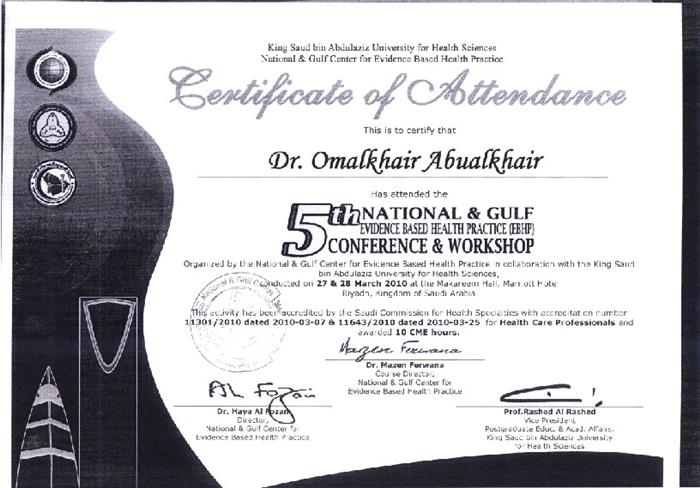 King Saud bin Abdulaziz University for Health Sciences
National & Gulf Center for Evidence Based Health Practice
Certificate of Attendance
This is to certify that
Dr. Omalkhair Abualkhair
Has attended the
5th NATIONAL & GULF
EVIDENCE BASED HEALTH PRACTICE (EBHP)
CONFERENCE & WORKSHOP
Organized by the National & Gulf Center for Evidence Based Health Practice in collaboration with the King Saud
bin Abdulaziz University for Health Sciences,
Conducted on 27 & 28 March 2010 at the Makareem Hall, Marriott Hote
Riyadh, Kingdom of Saudi Arabia
This activity has been accredited by the Saudi Commission for Health Specialties with accreditation number
11301/2010 dated 2010-03-07 & 11643/2010 dated 2010-03-25 for Health Care Professionals and
awarded 10 CME hours.
National & Gulf
Mazen Ferwana
Dr. Mazen Ferwana
Course Director,
National & Gulf Center for
Evidence Based Health Practice
Al Fozan
Dr. Haya Al Fozan
Director,
National & Gulf Center for
Evidence Based Health Practice
Prof.Rashed Al Rashed
Vice President
Postgraduate Educ. & Acad. Affairs,
King Saud bin Abdulaziz University
for Health Sciences